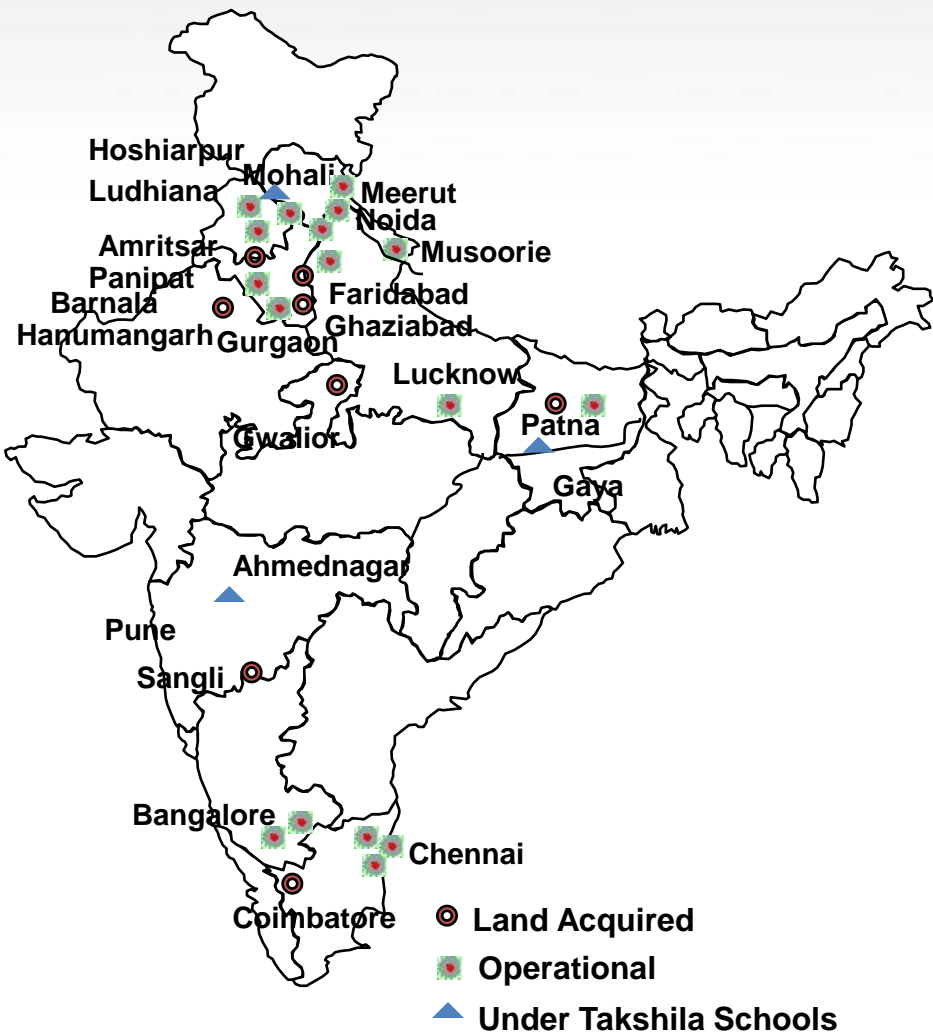 Hoshiarpur
Mohali
Ludhiana
Meerut
Noida
Amritsar
Musoorie
Panipat
Barnala
Faridabad
Hanumangarh
Gurgaon
Ghaziabad
Lucknow
Patna
Gwalior
Gaya
Ahmednagar
Pune
Sangli
Bangalore
Chennai
Coimbatore
Land Acquired
Operational
Under Takshila Schools